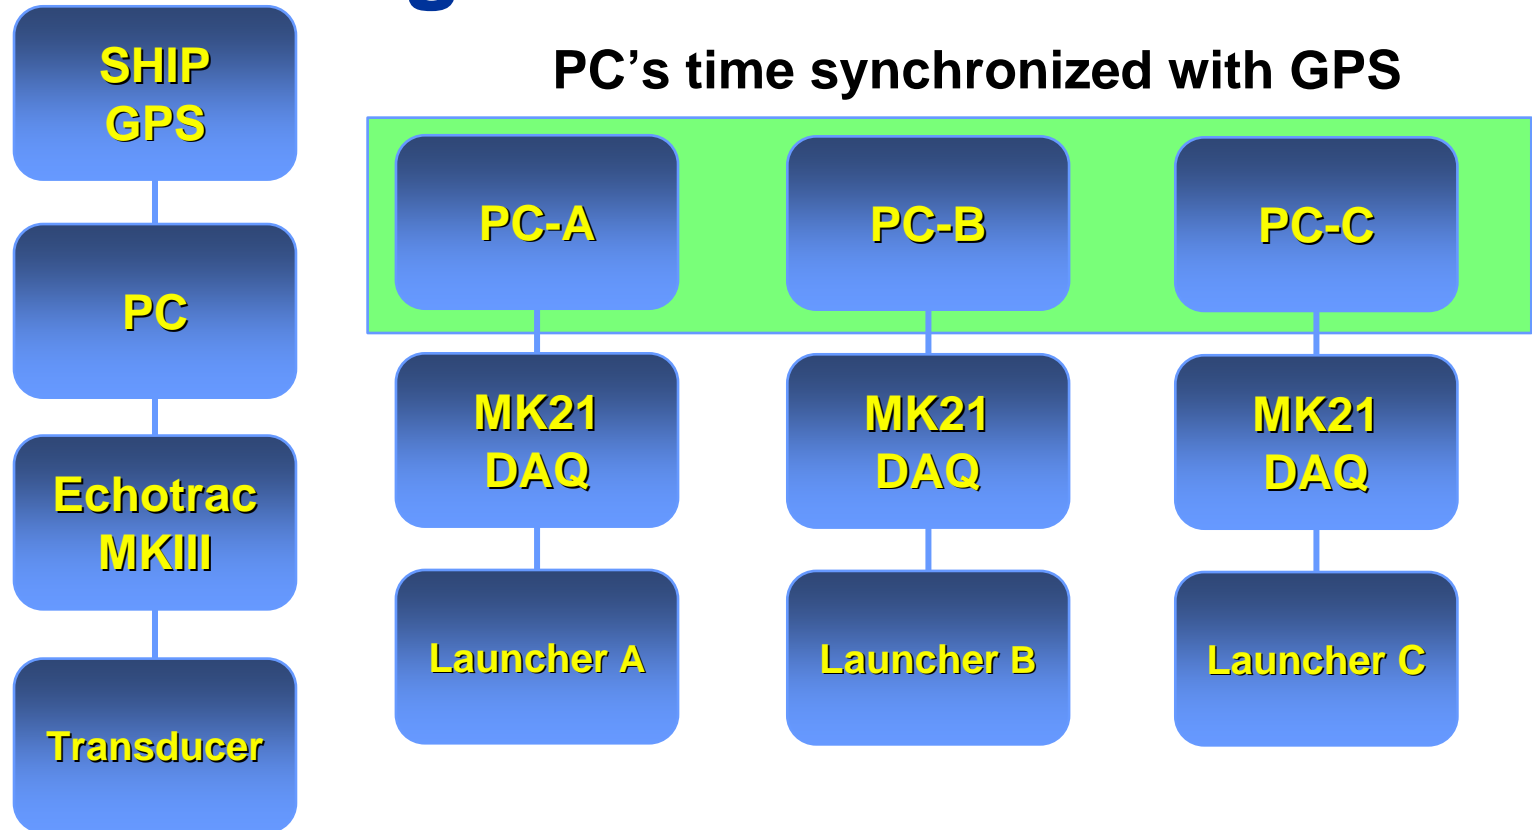 SHIP
GPS
PC
Echotrac
MKIII
Transducer
PC’s time synchronized with GPS
PC-A
PC-B
PC-C
MK21
DAQ
MK21
DAQ
MK21
DAQ
Launcher A
Launcher B
Launcher C